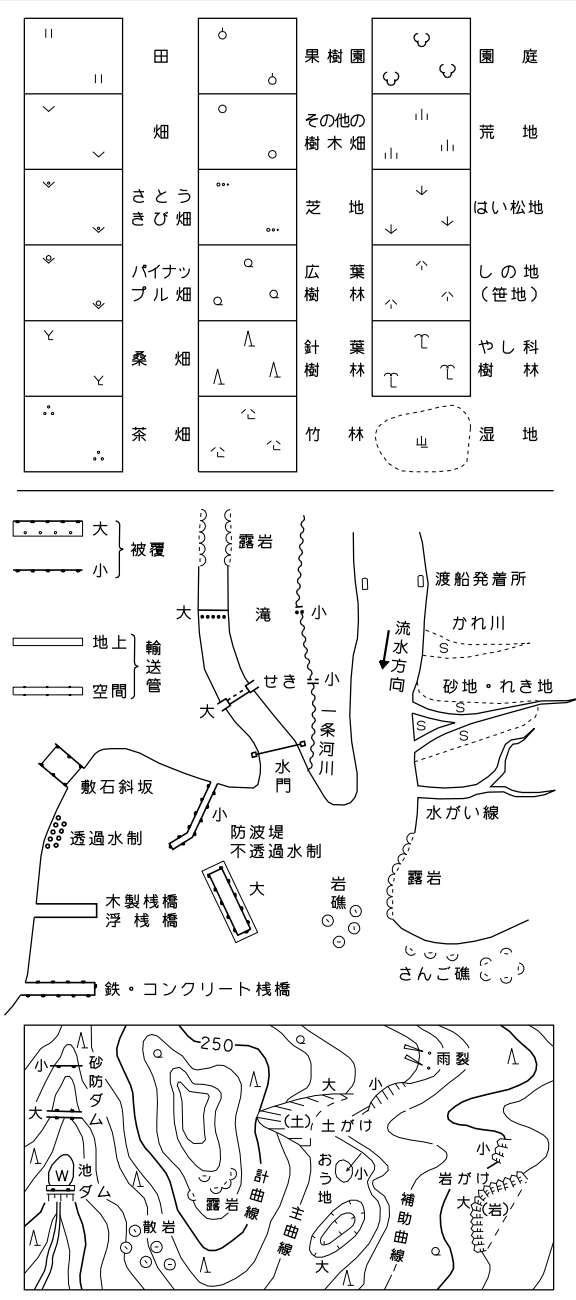 田
果樹園
園庭
畑
その他の
樹木畑
荒地
さとう
きび畑
芝地
はい松地
パイナッ
プル畑
広葉
樹林
しの地
(笹地)
桑畑
針葉
樹林
やし科
樹林
茶畑
竹林
湿地
大
小
被覆
地上
空間
輸送管
露岩
大
滝
小
せき
小
大
一条河川
水門
渡船発着所
かれ川
流水方向
S
砂地・れき地
S
S
S
水がい線
敷石斜坂
小
透過水制
防波堤
不透過水制
大
岩礁
露岩
木製桟橋
浮桟橋
さんご礁
鉄・コンクリート桟橋
250
小
砂防ダム
大
雨裂
大
小
(土)
土がけ
W
池
ダム
おう地
小
小
岩がけ
大
(岩)
露岩
計曲線
主曲線
補助曲線
散岩
大